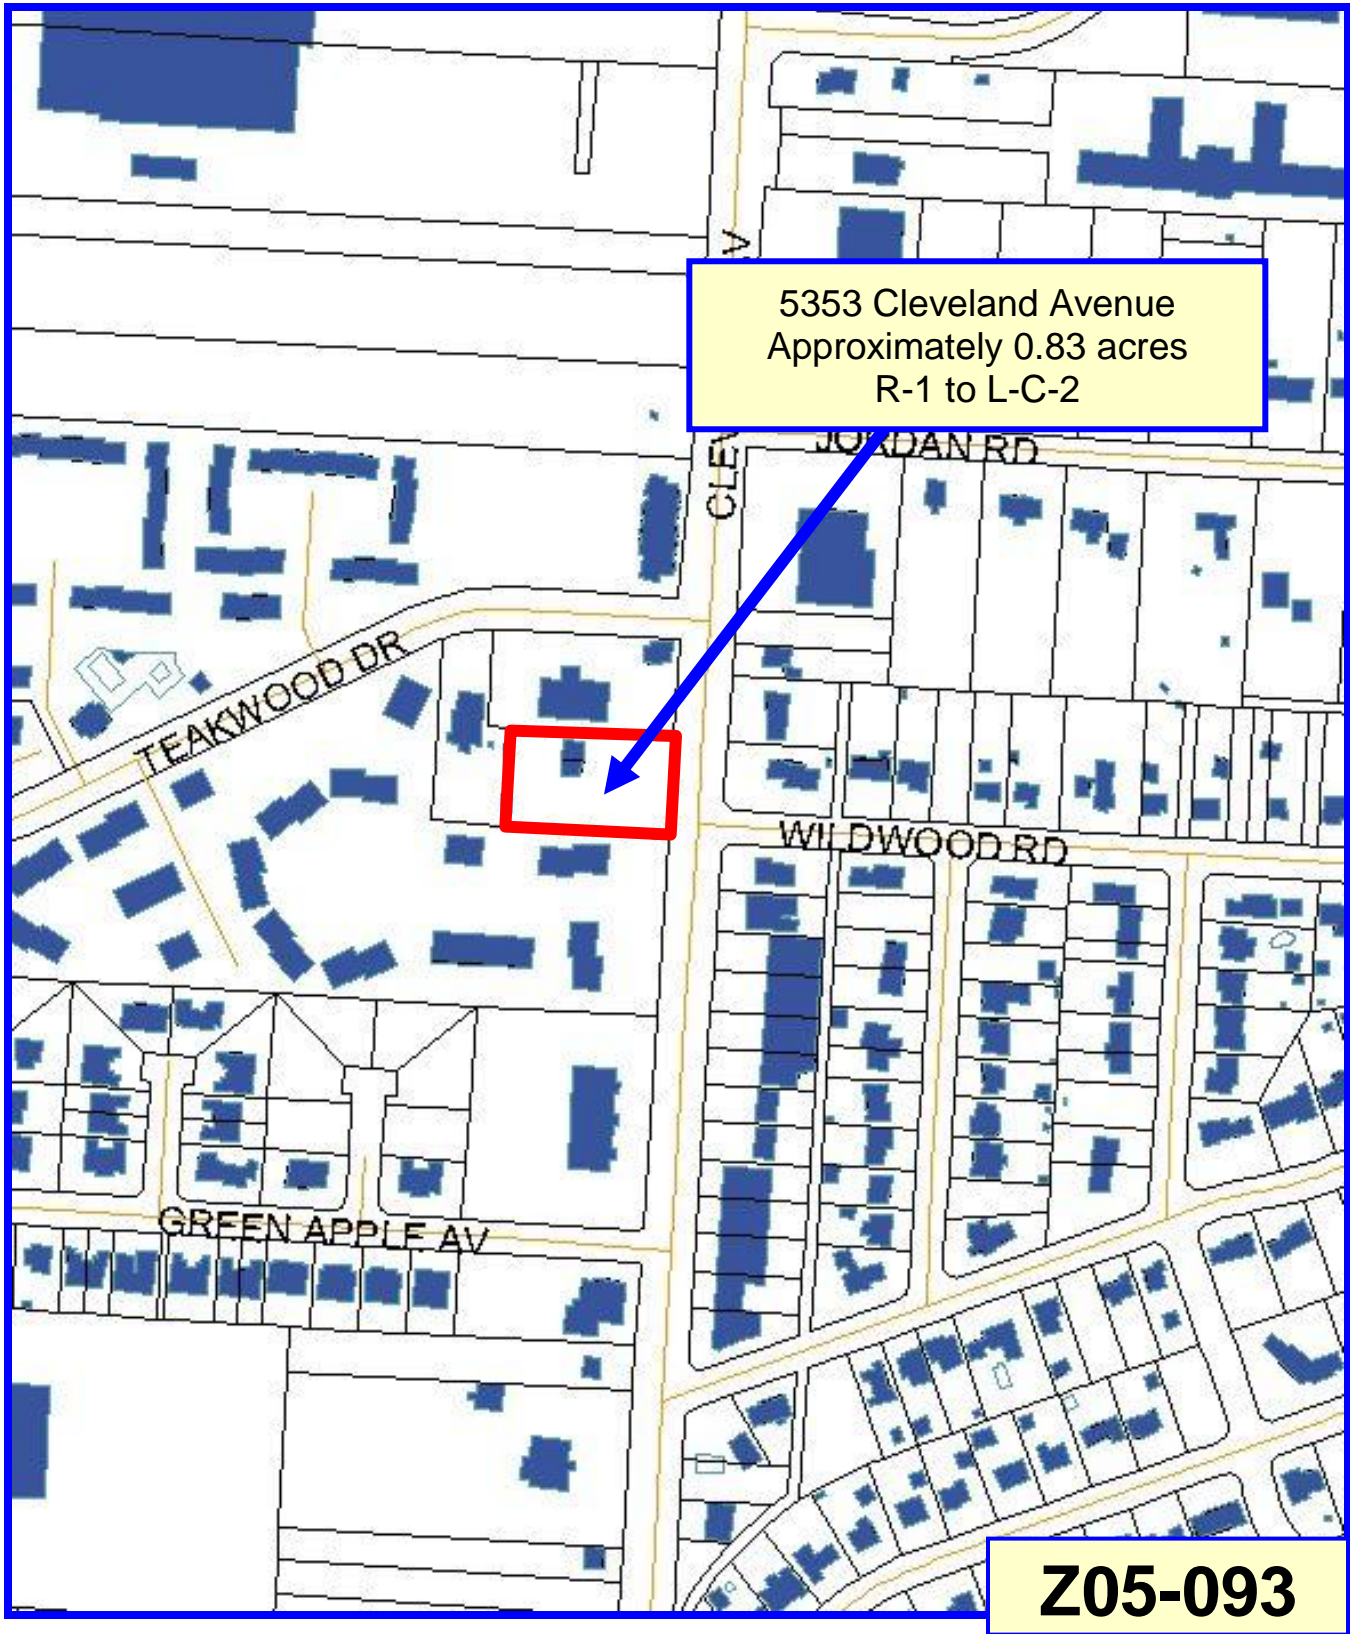 5353 Cleveland Avenue
Approximately 0.83 acres
R-1 to L-C-2
JORDAN RD
TEAKWOOD DR
WILDWOOD RD
GREEN APPLE AV
Z05-093